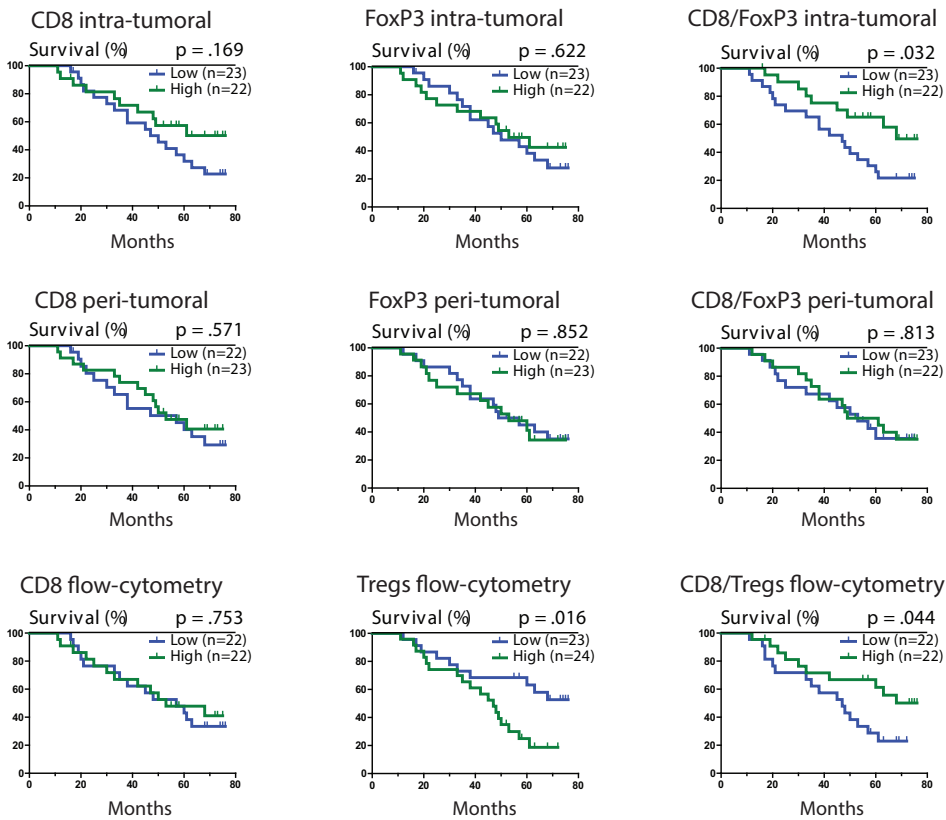 CD8 intra-tumoral
Survival (%) p = .169
Low (n=23)
High (n=22)
100
80
60
40
20
0
0 20 40 60 80
Months
FoxP3 intra-tumoral
Survival (%) p = .622
Low (n=23)
High (n=22)
100
80
60
40
20
0
0 20 40 60 80
Months
CD8/FoxP3 intra-tumoral
Survival (%) p = .032
Low (n=23)
High (n=22)
100
80
60
40
20
0
0 20 40 60 80
Months
CD8 peri-tumoral
Survival (%) p = .571
Low (n=22)
High (n=23)
100
80
60
40
20
0
0 20 40 60 80
Months
FoxP3 peri-tumoral
Survival (%) p = .852
Low (n=22)
High (n=23)
100
80
60
40
20
0
0 20 40 60 80
Months
CD8/FoxP3 peri-tumoral
Survival (%) p = .813
Low (n=23)
High (n=22)
100
80
60
40
20
0
0 20 40 60 80
Months
CD8 flow-cytometry
Survival (%) p = .753
Low (n=22)
High (n=22)
100
80
60
40
20
0
0 20 40 60 80
Months
Tregs flow-cytometry
Survival (%) p = .016
Low (n=23)
High (n=24)
100
80
60
40
20
0
0 20 40 60 80
Months
CD8/Tregs flow-cytometry
Survival (%) p = .044
Low (n=22)
High (n=22)
100
80
60
40
20
0
0 20 40 60 80
Months